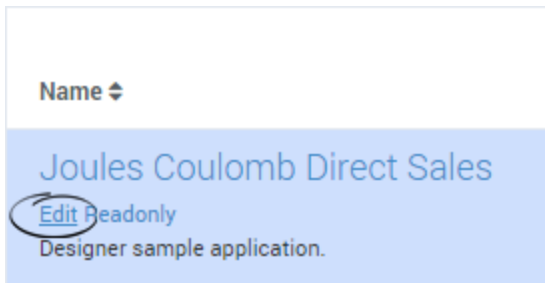 Name
Joules Coulomb Direct Sales
Edit Readonly
Designer sample application.